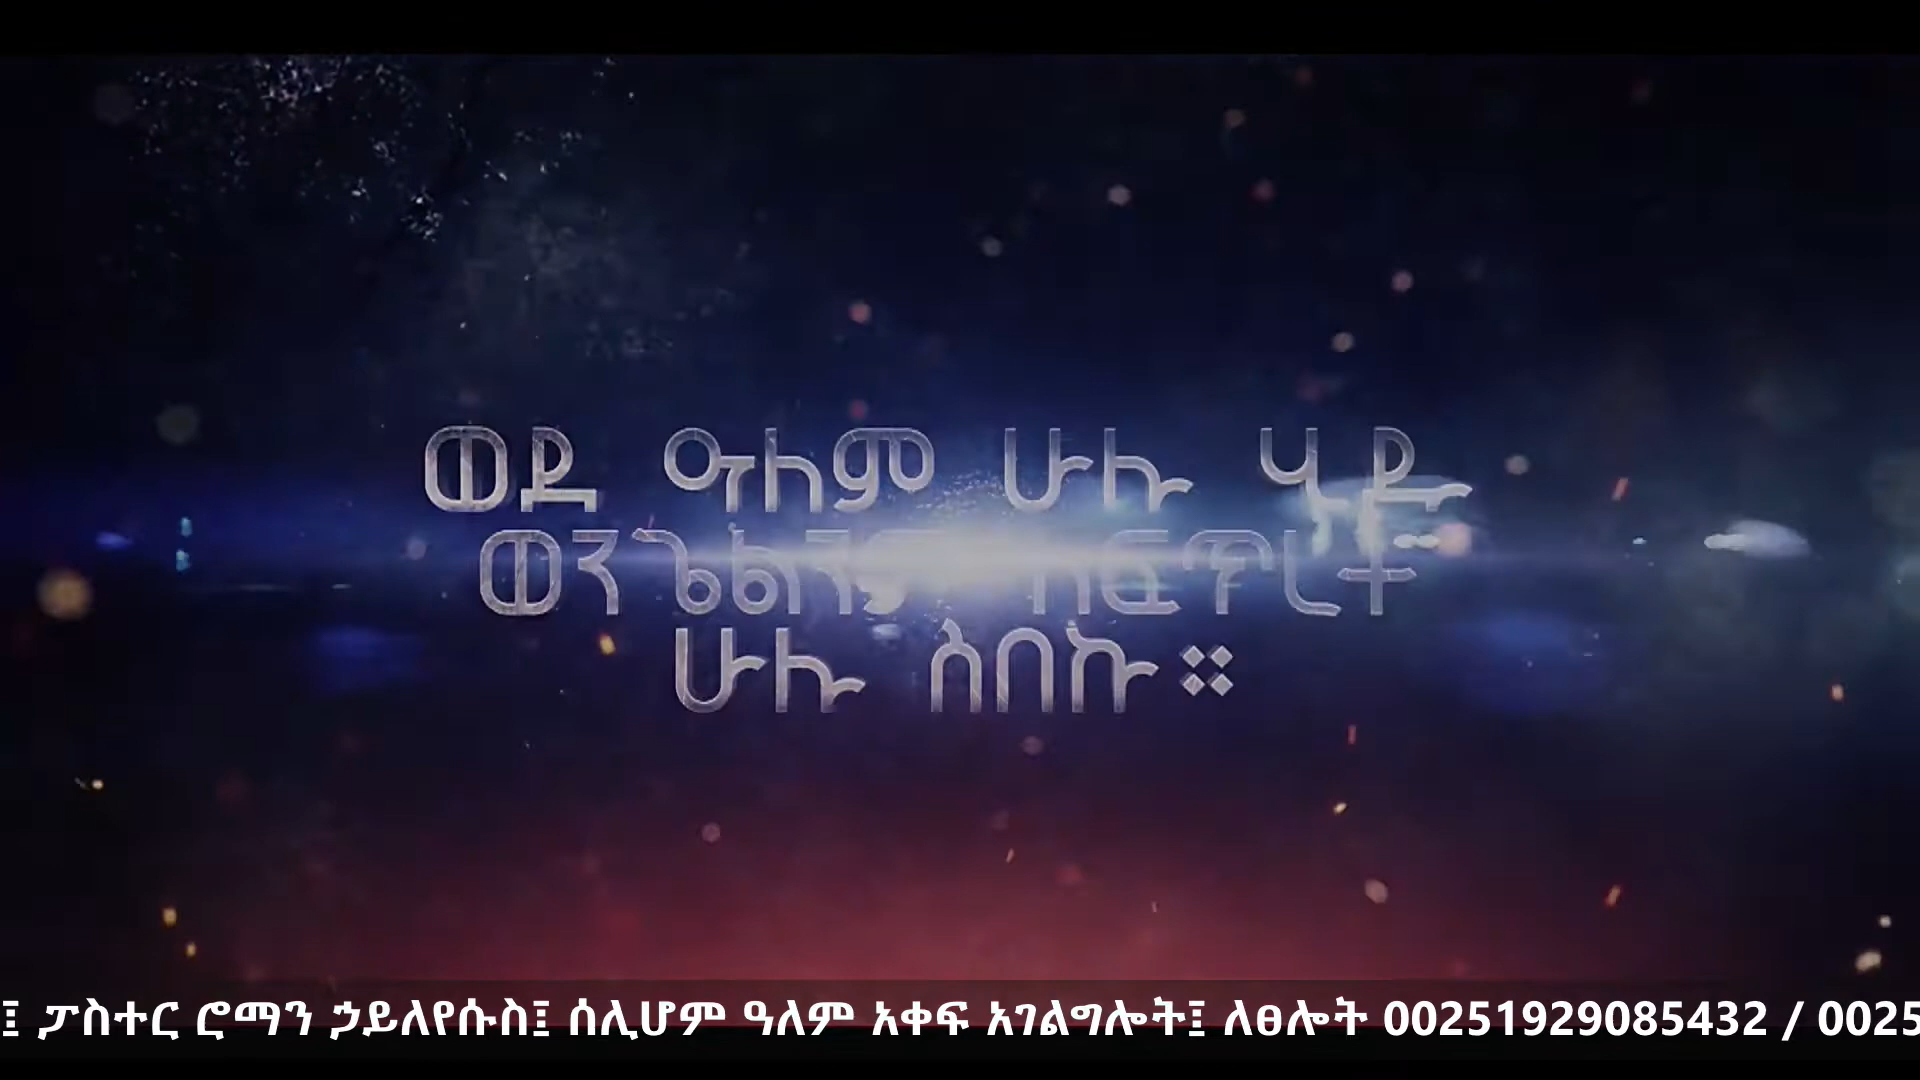 ወደ ዓለም ሁሉ ሂዱ
ወንጌልንም ለፍጥረት
ሁሉ ስበኩ።
፤ ፓስተር ሮማን ኃይለየሱስ፤ ሰሊሆም ዓለም አቀፍ አገልግሎት፤ ለፀሎት 00251929085432 / 0025